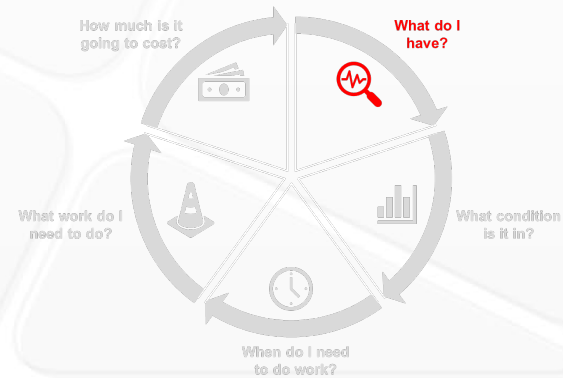 How much is it
going to cost?
What do I
have?
What condition
is it in?
When do I need
to do work?
What work do I
need to do?